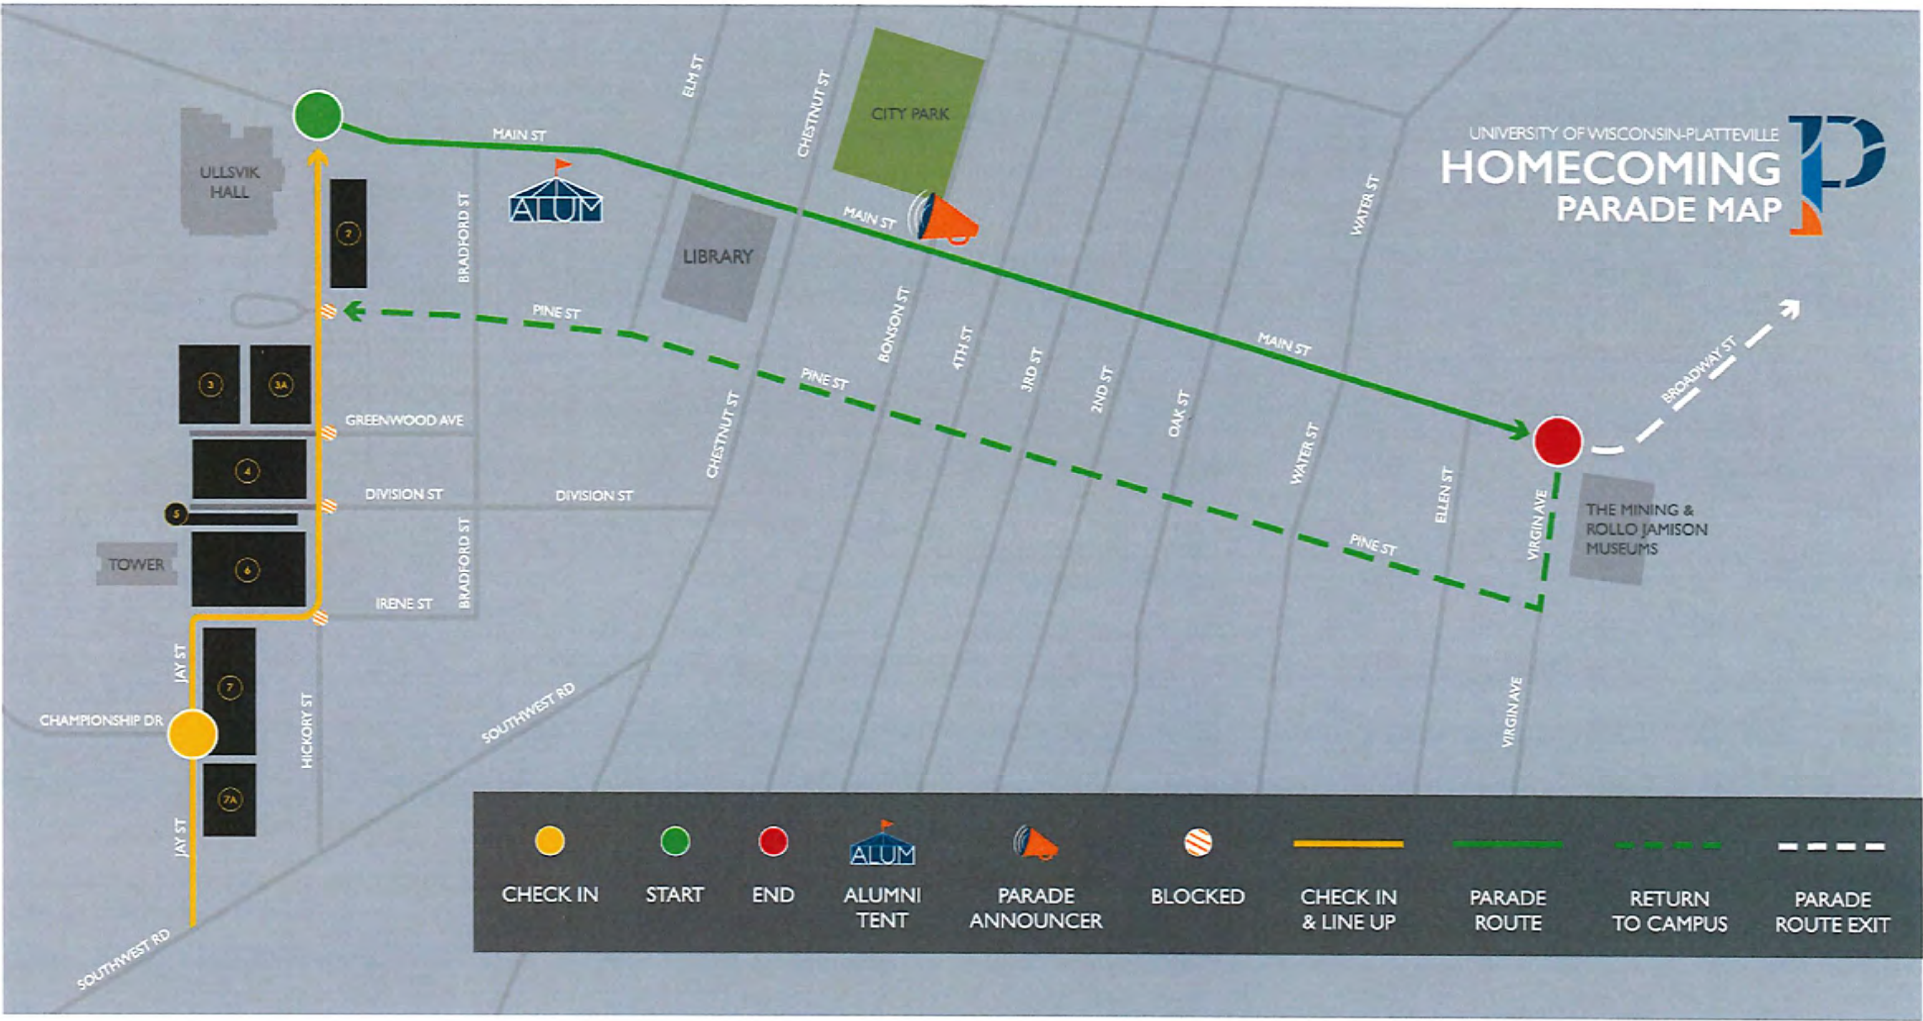 UNIVERSITY OF WISCONSIN-PLATTEVILLE
HOMECOMING
PARADE MAP
P
ELM ST
CHESTNUT ST
CITY PARK
MAIN ST
ULLSVIK
HALL
ALUM
2
BRADFORD ST
MAIN ST
WATER ST
LIBRARY
PINE ST
BONSON ST
4TH ST
3RD ST
2ND ST
OAK ST
MAIN ST
BROADWAY ST
3
3A
PINE ST
CHESTNUT ST
GREENWOOD AVE
WATER ST
ELLEN ST
VIRGIN AVE
4
DIVISION ST
DIVISION ST
5
THE MINING &
ROLLO JAMISON
MUSEUMS
PINE ST
TOWER
6
BRADFORD ST
IRENE ST
JAY ST
7
CHAMPIONSHIP DR
HICKORY ST
SOUTHWEST RD
VIRGIN AVE
7A
JAY ST
SOUTHWEST RD
CHECK IN
START
END
ALUM
ALUMNI
TENT
PARADE
ANNOUNCER
BLOCKED
CHECK IN
& LINE UP
PARADE
ROUTE
RETURN
TO CAMPUS
PARADE
ROUTE EXIT